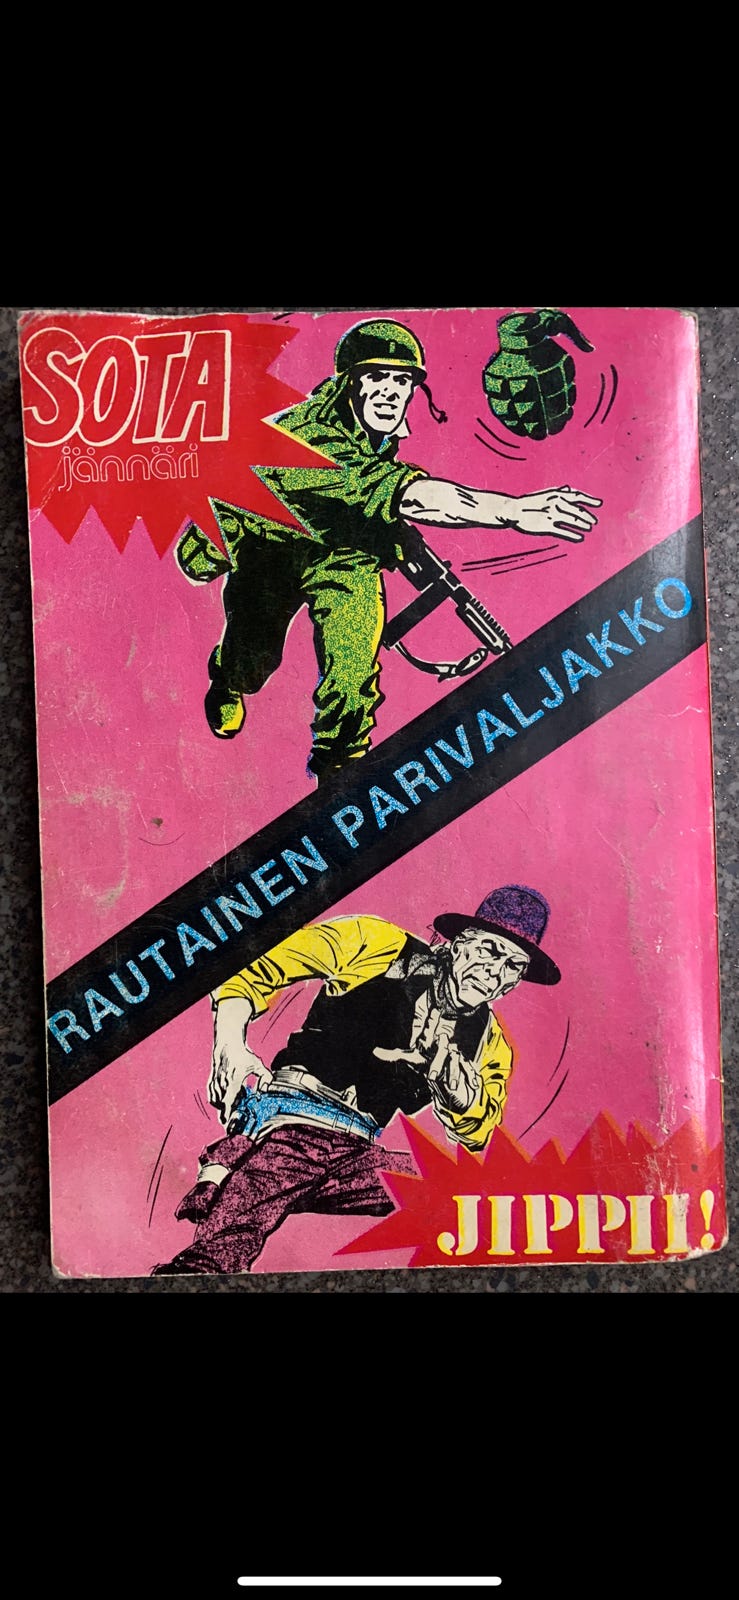 SOTA
jännäri
RAUTAINEN PARIVALJAKKO
JIPPII!